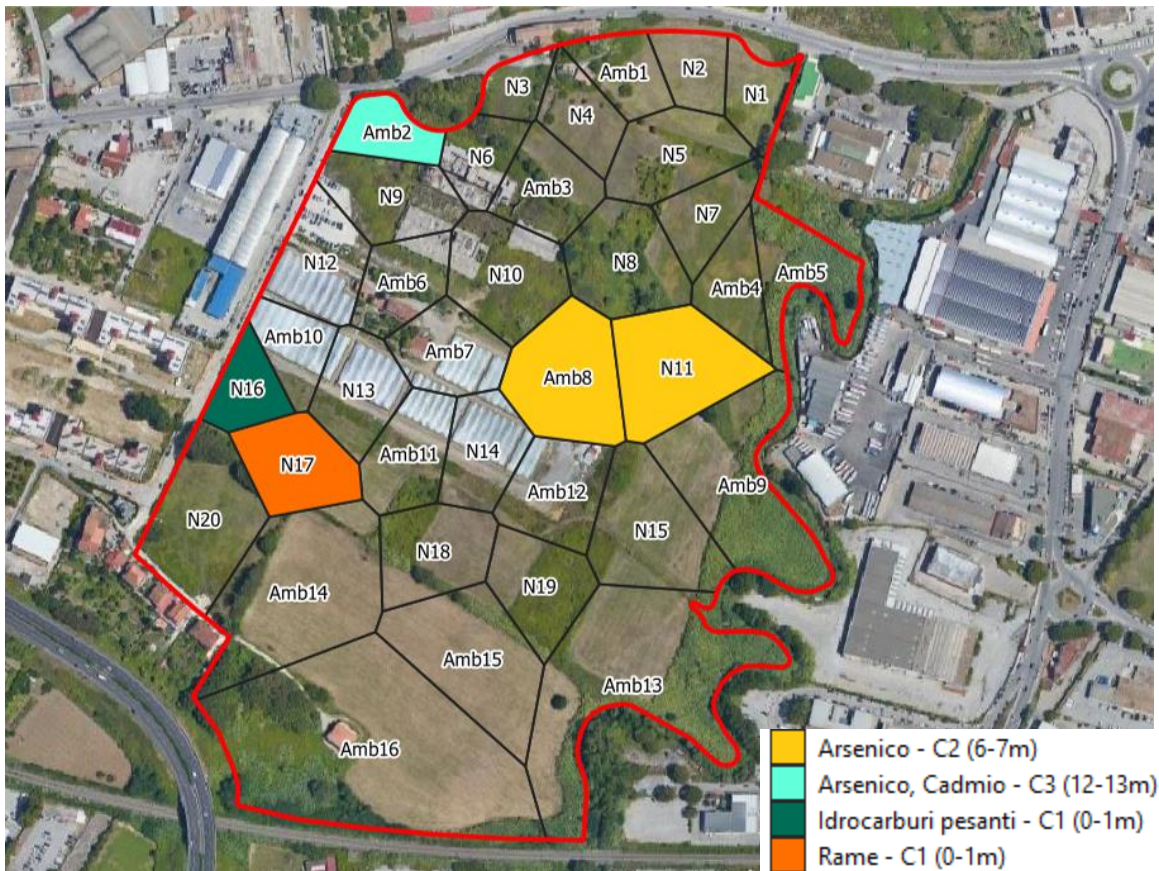 Amb1
N2
N3
N1
N4
Amb2
N6
N5
Amb3
N9
N7
N8
Amb5
N12
Amb6
N10
Amb4
Amb10
Amb7
Amb8
N11
N16
N13
N14
Amb11
N17
Amb12
Amb9
N20
N15
N18
N19
Amb14
Amb15
Amb13
Amb16
Arsenico - C2 (6-7m)
Arsenico, Cadmio - C3 (12-13m)
Idrocarburi pesanti - C1 (0-1m)
Rame - C1 (0-1m)